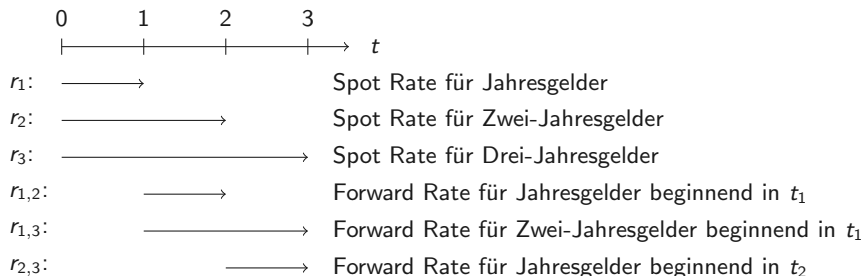 0 1 2 3
t
r1: Spot Rate für Jahresgelder
r2: Spot Rate für Zwei-Jahresgelder
r3: Spot Rate für Drei-Jahresgelder
r1,2: Forward Rate für Jahresgelder beginnend in t1
r1,3: Forward Rate für Zwei-Jahresgelder beginnend in t1
r2,3: Forward Rate für Jahresgelder beginnend in t2